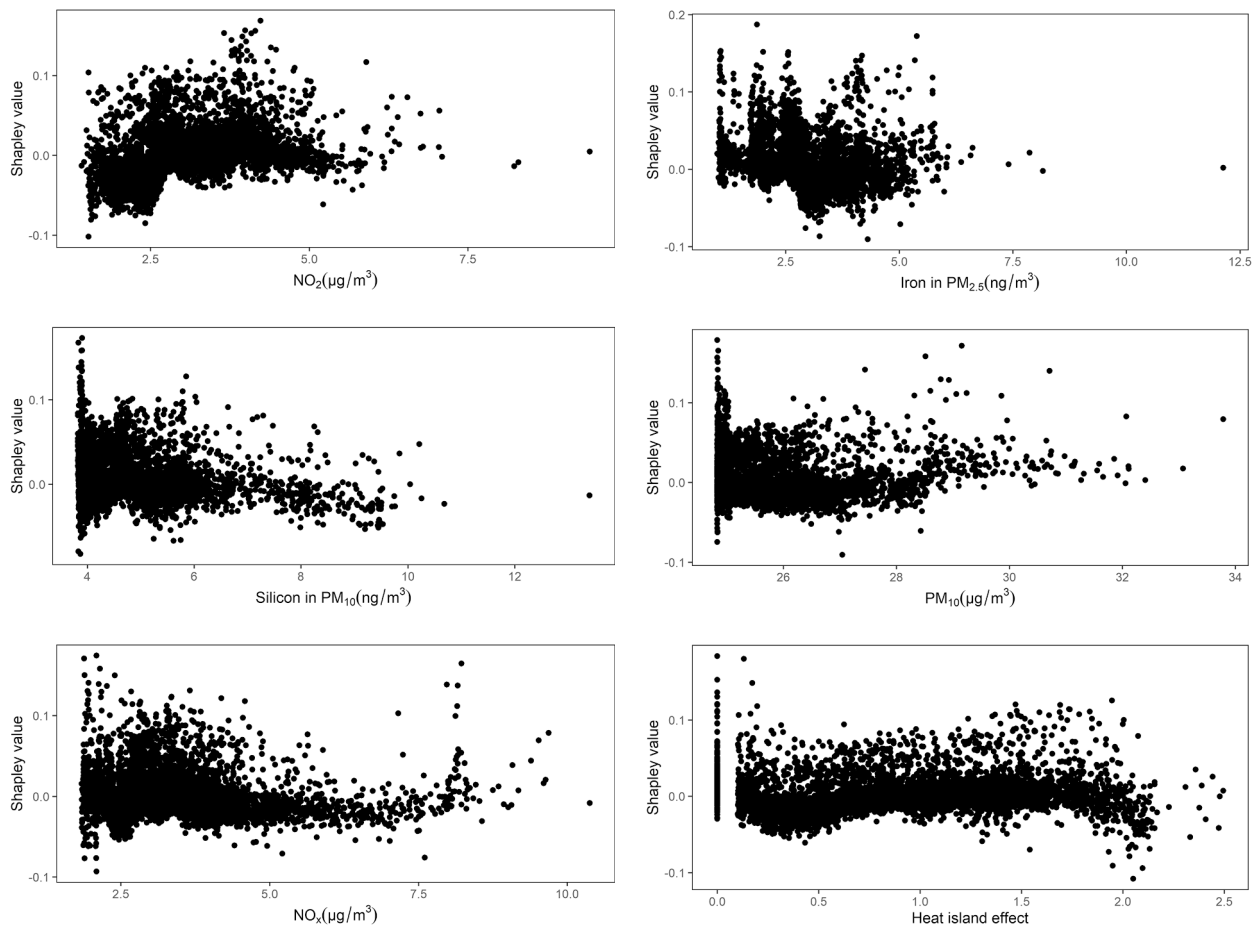 0.1
0.0
-0.1
Shapley value
2.5 5.0 7.5
NO₂(µg/m³)
0.2
0.1
0.0
-0.1
Shapley value
2.5 5.0 7.5 10.0 12.5
Iron in PM₂.₅(ng/m³)
0.1
0.0
Shapley value
4 6 8 10 12
Silicon in PM₁₀(ng/m³)
0.1
0.0
-0.1
Shapley value
26 28 30 32 34
PM₁₀(µg/m³)
0.1
0.0
-0.1
Shapley value
2.5 5.0 7.5 10.0
NOₓ(µg/m³)
0.1
0.0
-0.1
Shapley value
0.0 0.5 1.0 1.5 2.0 2.5
Heat island effect